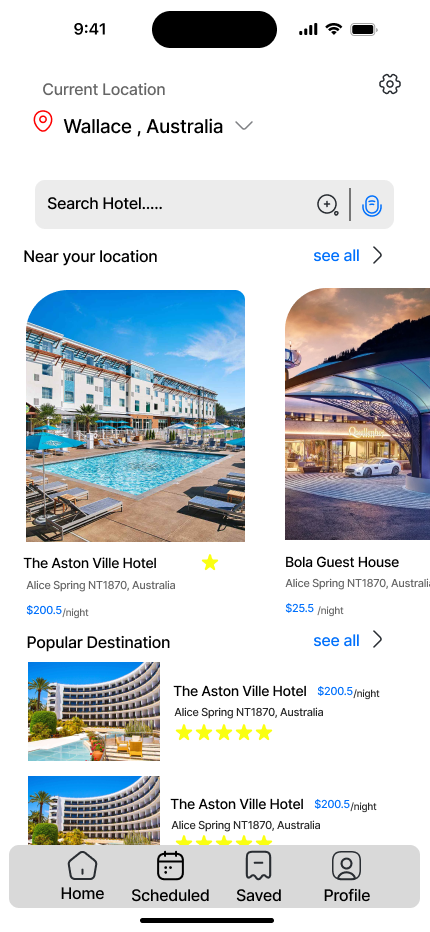 9:41
Current Location
Wallace , Australia
Search Hotel.....
Near your location see all
The Aston Ville Hotel
Alice Spring NT1870, Australia
$200.5/night
Bola Guest House
Alice Spring NT1870, Australia
$25.5 /night
Popular Destination see all
The Aston Ville Hotel $200.5/night
Alice Spring NT1870, Australia
The Aston Ville Hotel $200.5/night
Alice Spring NT1870, Australia
Home Scheduled Saved Profile